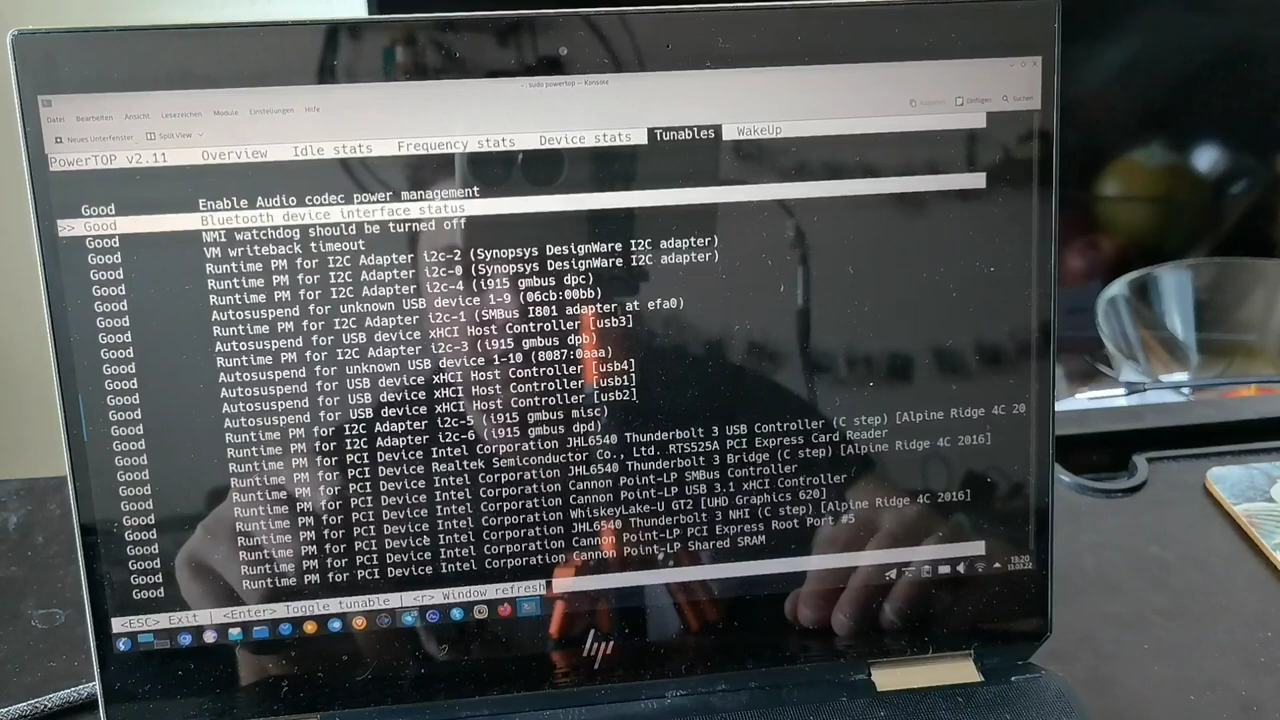 ~ : sudo powertop — Konsole
Datei Bearbeiten Ansicht Lesezeichen Module Einstellungen Hilfe
Neues Unterfenster Split View Kopieren Einfügen Suchen
PowerTOP v2.11 Overview Idle stats Frequency stats Device stats Tunables WakeUp
Good Enable Audio codec power management
>> Good Bluetooth device interface status
Good NMI watchdog should be turned off
Good VM writeback timeout
Good Runtime PM for I2C Adapter i2c-2 (Synopsys DesignWare I2C adapter)
Good Runtime PM for I2C Adapter i2c-0 (Synopsys DesignWare I2C adapter)
Good Runtime PM for I2C Adapter i2c-4 (i915 gmbus dpc)
Good Autosuspend for unknown USB device 1-9 (06cb:00bb)
Good Runtime PM for I2C Adapter i2c-1 (SMBus I801 adapter at efa0)
Good Autosuspend for USB device xHCI Host Controller [usb3]
Good Runtime PM for I2C Adapter i2c-3 (i915 gmbus dpb)
Good Autosuspend for unknown USB device 1-10 (8087:0aaa)
Good Autosuspend for USB device xHCI Host Controller [usb4]
Good Autosuspend for USB device xHCI Host Controller [usb1]
Good Autosuspend for USB device xHCI Host Controller [usb2]
Good Runtime PM for I2C Adapter i2c-5 (i915 gmbus misc)
Good Runtime PM for I2C Adapter i2c-6 (i915 gmbus dpd)
Good Runtime PM for PCI Device Intel Corporation JHL6540 Thunderbolt 3 USB Controller (C step) [Alpine Ridge 4C 20
Good Runtime PM for PCI Device Realtek Semiconductor Co., Ltd. RTS525A PCI Express Card Reader
Good Runtime PM for PCI Device Intel Corporation JHL6540 Thunderbolt 3 Bridge (C step) [Alpine Ridge 4C 2016]
Good Runtime PM for PCI Device Intel Corporation Cannon Point-LP SMBus Controller
Good Runtime PM for PCI Device Intel Corporation Cannon Point-LP USB 3.1 xHCI Controller
Good Runtime PM for PCI Device Intel Corporation WhiskeyLake-U GT2 [UHD Graphics 620]
Good Runtime PM for PCI Device Intel Corporation JHL6540 Thunderbolt 3 NHI (C step) [Alpine Ridge 4C 2016]
Good Runtime PM for PCI Device Intel Corporation Cannon Point-LP PCI Express Root Port #5
Good Runtime PM for PCI Device Intel Corporation Cannon Point-LP Shared SRAM
<ESC> Exit | <Enter> Toggle tunable | <r> Window refresh
13:20
13.03.22
hp